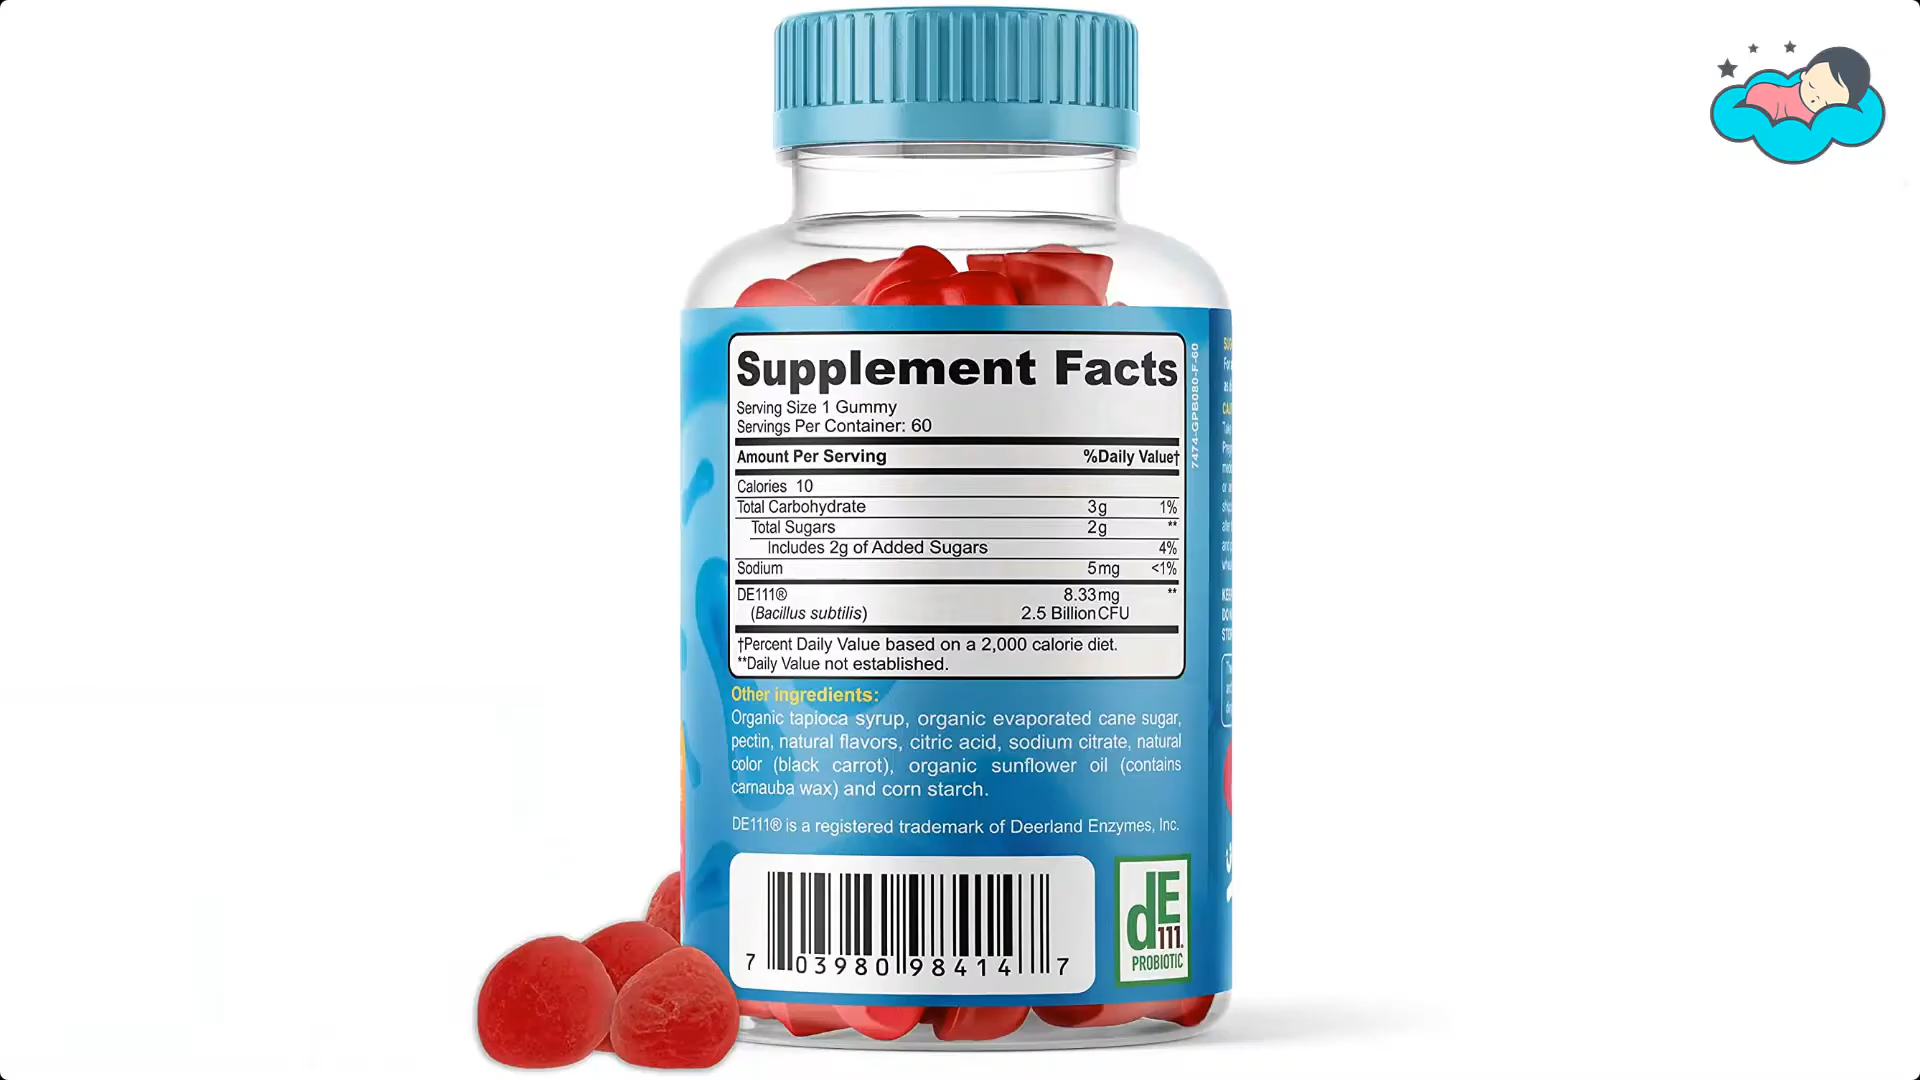 Supplement Facts
Serving Size 1 Gummy
Servings Per Container: 60
Amount Per Serving %Daily Value†
Calories 10
Total Carbohydrate 3g 1%
Total Sugars 2g **
Includes 2g of Added Sugars 4%
Sodium 5mg <1%
DE111® 8.33mg **
(Bacillus subtilis) 2.5 Billion CFU
†Percent Daily Value based on a 2,000 calorie diet.
**Daily Value not established.
Other ingredients:
Organic tapioca syrup, organic evaporated cane sugar,
pectin, natural flavors, citric acid, sodium citrate, natural
color (black carrot), organic sunflower oil (contains
carnauba wax) and corn starch.
DE111® is a registered trademark of Deerland Enzymes, Inc.
7 03980 98414 7
dE
111.
PROBIOTIC
7474-GPB080-F-60